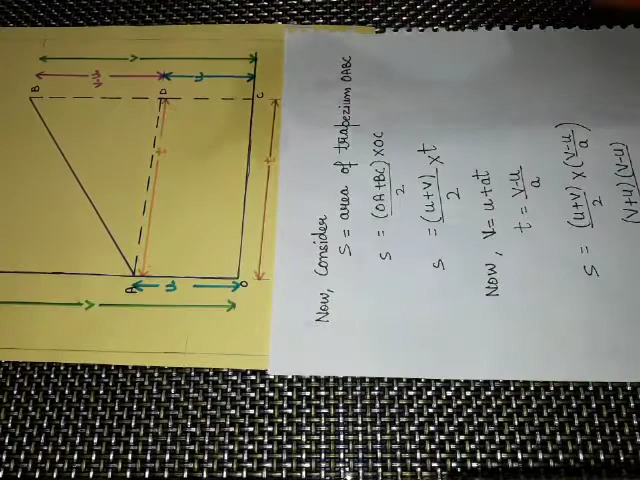 B
D
C
A
O
v
v-u
u
t
t
u
v
Now, Consider
S = area of trapezium OABC
S = (OA+BC)/2 × OC
S = (u+v)/2 × t
Now, v = u + at
t = v-u/a
S = (u+v)/2 × (v-u/a)
(v+u) (v-u)